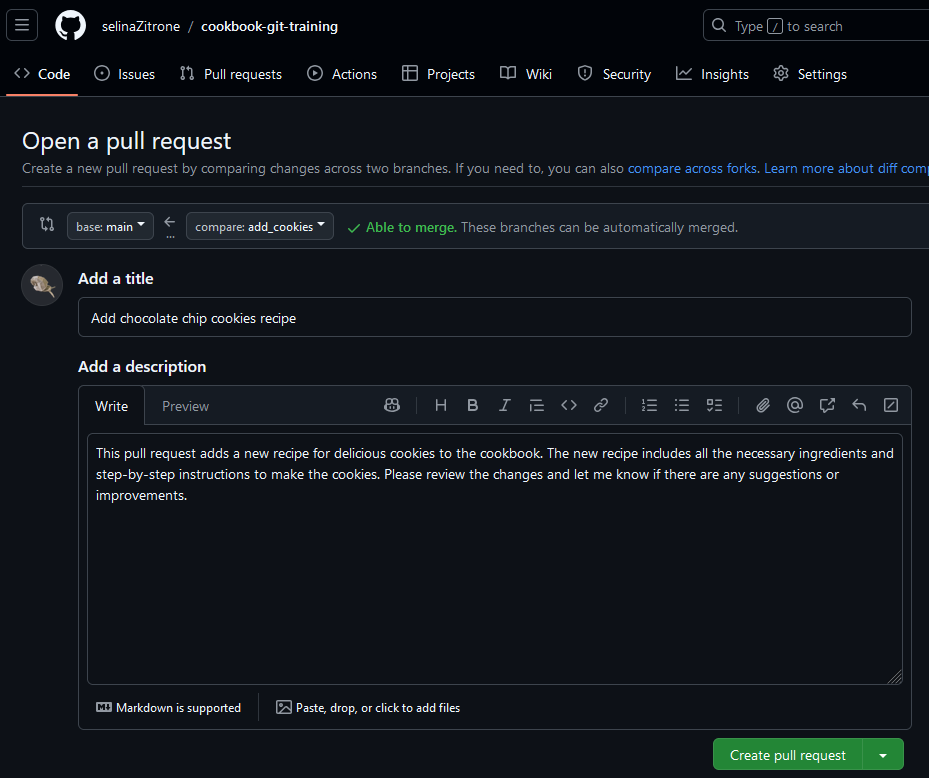 selinaZitrone / cookbook-git-training
Type / to search
Code Issues Pull requests Actions Projects Wiki Security Insights Settings
Open a pull request
Create a new pull request by comparing changes across two branches. If you need to, you can also compare across forks. Learn more about diff
base: main compare: add_cookies Able to merge. These branches can be automatically merged.
Add a title
Add chocolate chip cookies recipe
Add a description
Write Preview
This pull request adds a new recipe for delicious cookies to the cookbook. The new recipe includes all the necessary ingredients and
step-by-step instructions to make the cookies. Please review the changes and let me know if there are any suggestions or
improvements.
Markdown is supported Paste, drop, or click to add files
Create pull request